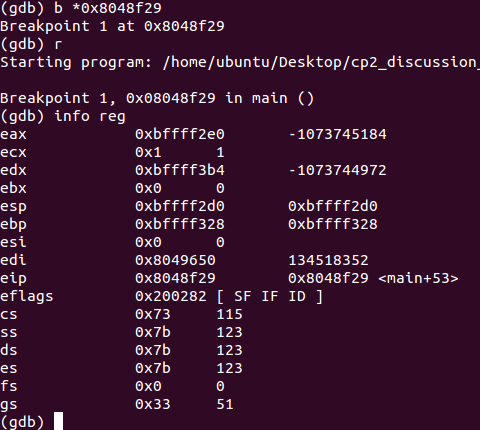 (gdb) b *0x8048f29
Breakpoint 1 at 0x8048f29
(gdb) r
Starting program: /home/ubuntu/Desktop/cp2_discussion_
Breakpoint 1, 0x08048f29 in main ()
(gdb) info reg
eax 0xbffff2e0 -1073745184
ecx 0x1 1
edx 0xbffff3b4 -1073744972
ebx 0x0 0
esp 0xbffff2d0 0xbffff2d0
ebp 0xbffff328 0xbffff328
esi 0x0 0
edi 0x8049650 134518352
eip 0x8048f29 0x8048f29 <main+53>
eflags 0x200282 [ SF IF ID ]
cs 0x73 115
ss 0x7b 123
ds 0x7b 123
es 0x7b 123
fs 0x0 0
gs 0x33 51
(gdb)